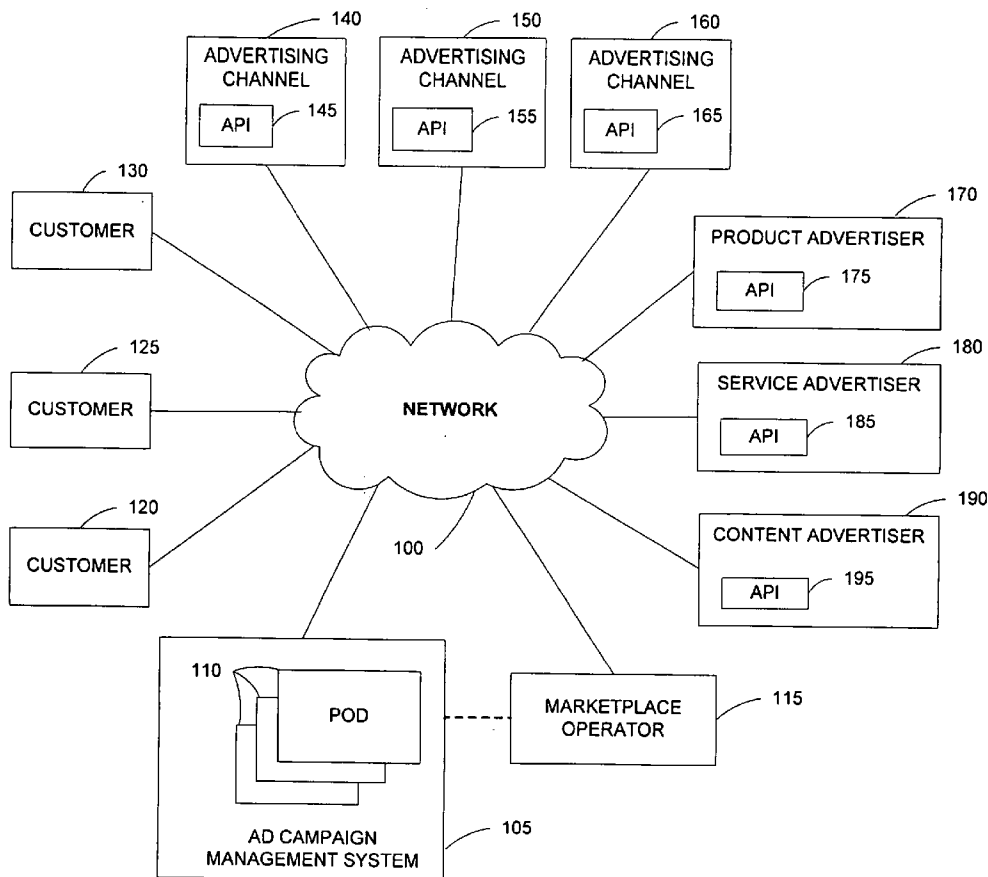 140
150
160
ADVERTISING
CHANNEL
API
145
ADVERTISING
CHANNEL
API
155
ADVERTISING
CHANNEL
API
165
130
CUSTOMER
170
PRODUCT ADVERTISER
API
175
125
CUSTOMER
NETWORK
180
SERVICE ADVERTISER
API
185
120
CUSTOMER
100
190
CONTENT ADVERTISER
API
195
110
POD
AD CAMPAIGN
MANAGEMENT SYSTEM
105
MARKETPLACE
OPERATOR
115